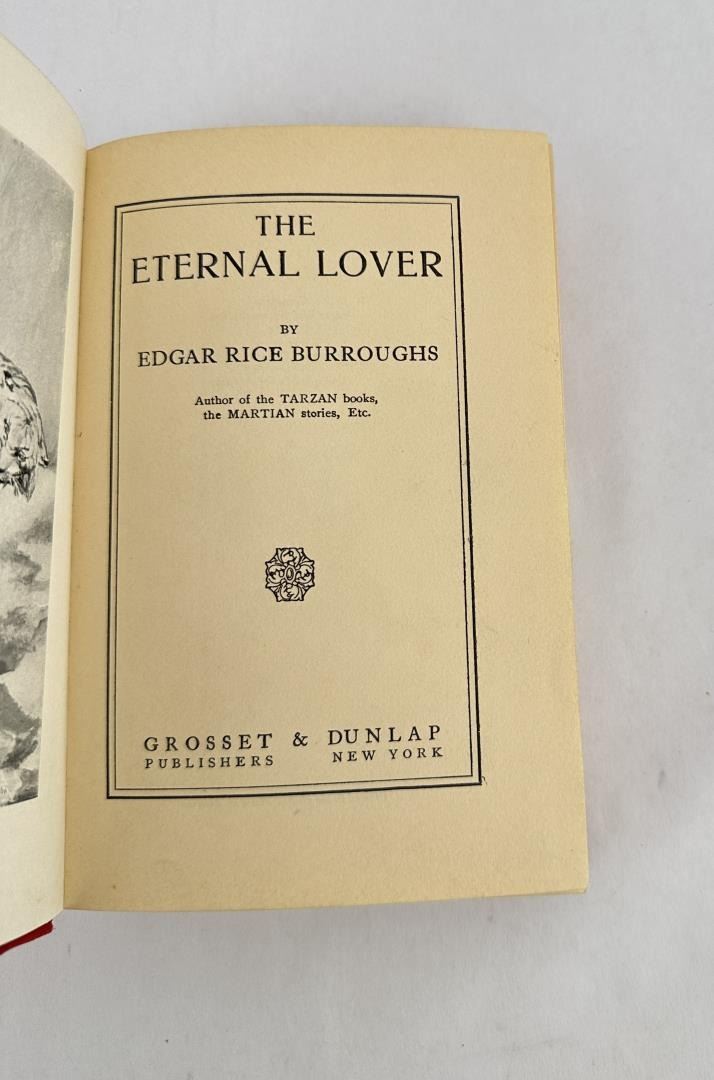 THE
ETERNAL LOVER
BY
EDGAR RICE BURROUGHS
Author of the TARZAN books,
the MARTIAN stories, Etc.
GROSSET & DUNLAP
PUBLISHERS NEW YORK